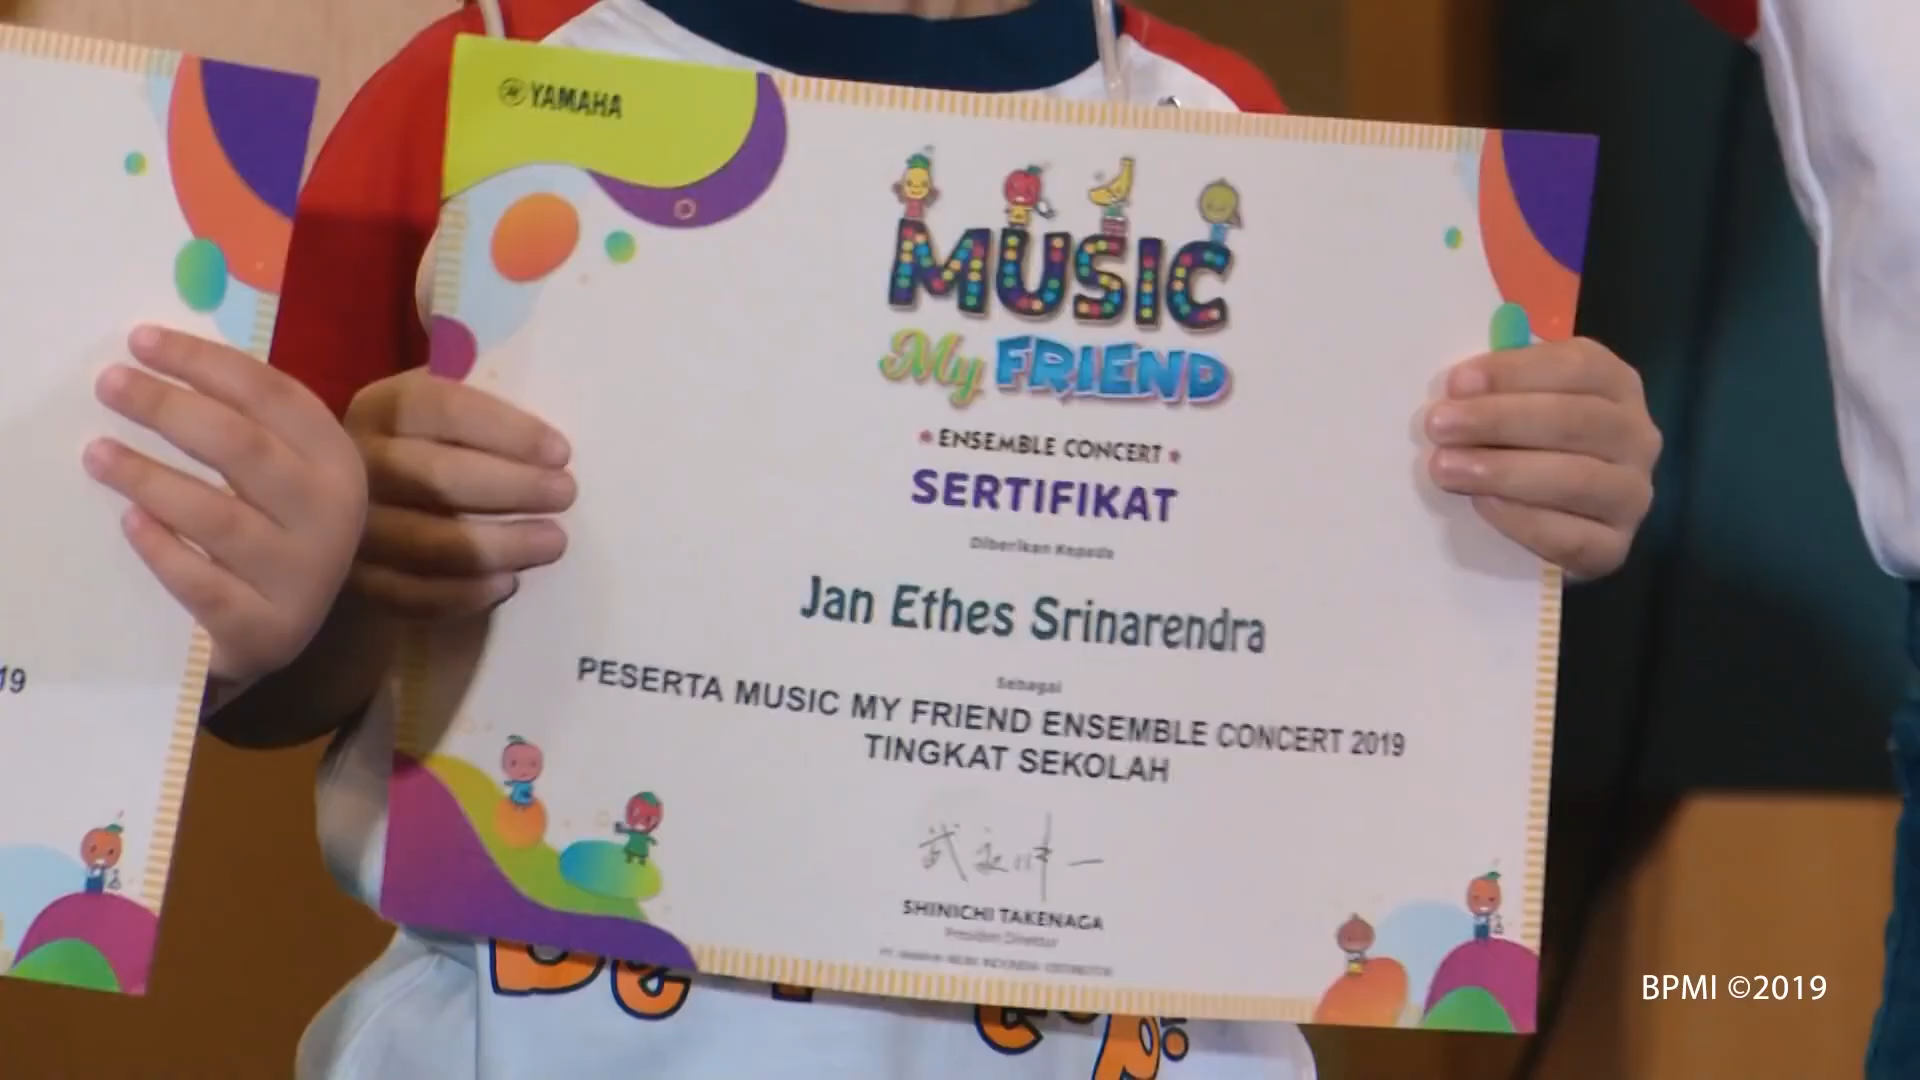 YAMAHA
MUSIC
My FRIEND
ENSEMBLE CONCERT
SERTIFIKAT
Diberikan Kepada
Jan Ethes Srinarendra
Sebagai
PESERTA MUSIC MY FRIEND ENSEMBLE CONCERT 2019
TINGKAT SEKOLAH
SHINICHI TAKENAGA
Presiden Direktur
19
BPMI ©2019